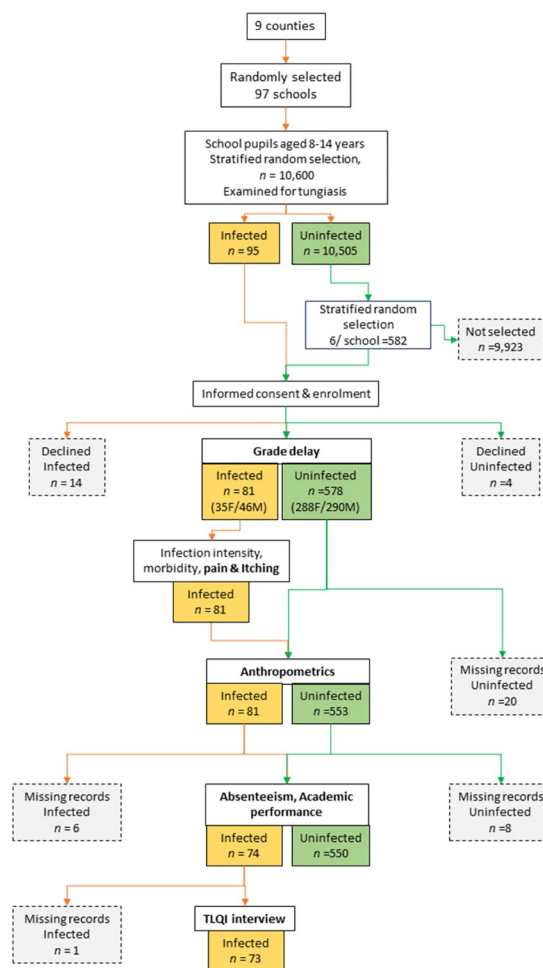 9 counties
Randomly selected
97 schools
School pupils aged 8-14 years
Stratified random selection,
n = 10,600
Examined for tungiasis
Infected
n = 95
Uninfected
n = 10,505
Stratified random
selection
6/ school =582
Not selected
n =9,923
Informed consent & enrolment
Declined
Infected
n = 14
Grade delay
Infected
n = 81
(35F/46M)
Uninfected
n =578
(288F/290M)
Declined
Uninfected
n =4
Infection intensity,
morbidity, pain & Itching
Infected
n = 81
Anthropometrics
Infected
n = 81
Uninfected
n =553
Missing records
Uninfected
n =20
Missing records
Infected
n = 6
Absenteeism, Academic
performance
Infected
n = 74
Uninfected
n =550
Missing records
Uninfected
n =8
Missing records
Infected
n = 1
TLQI interview
Infected
n = 73